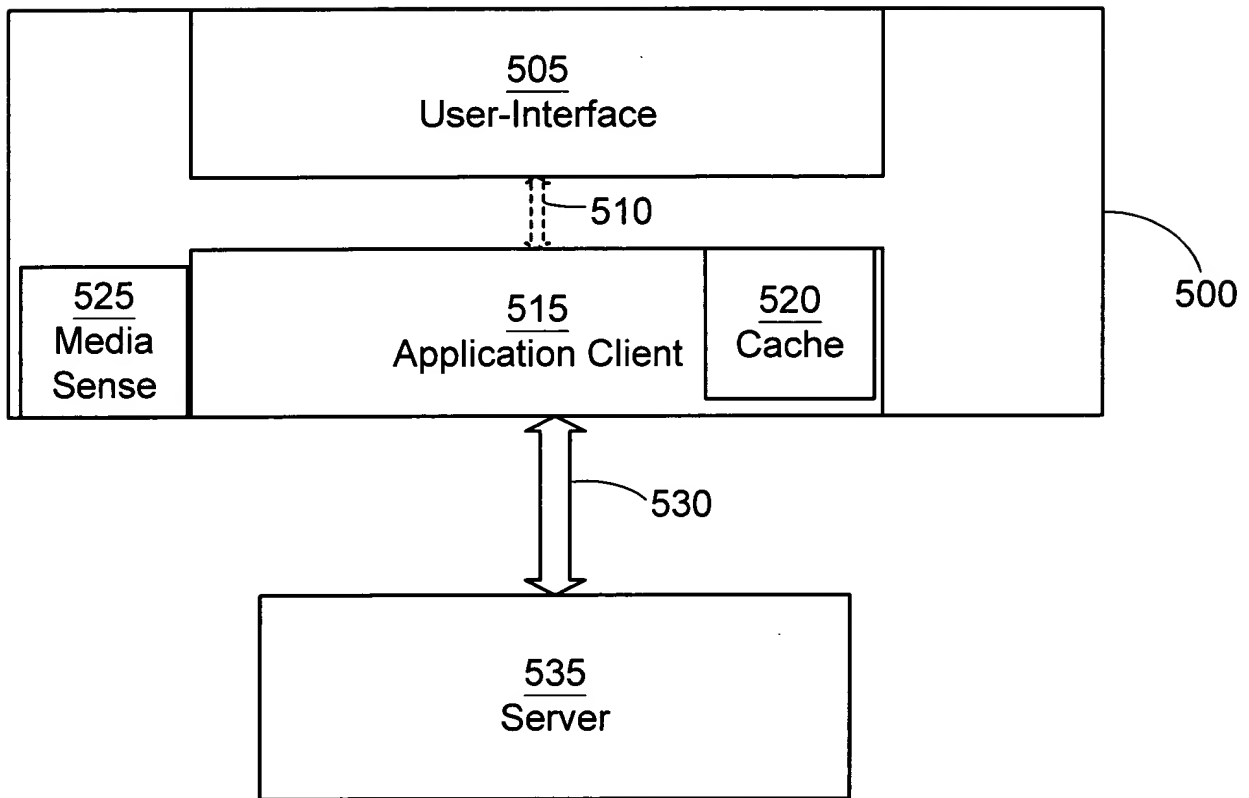 505
User-Interface
510
500
525
Media
Sense
515
Application Client
520
Cache
530
535
Server